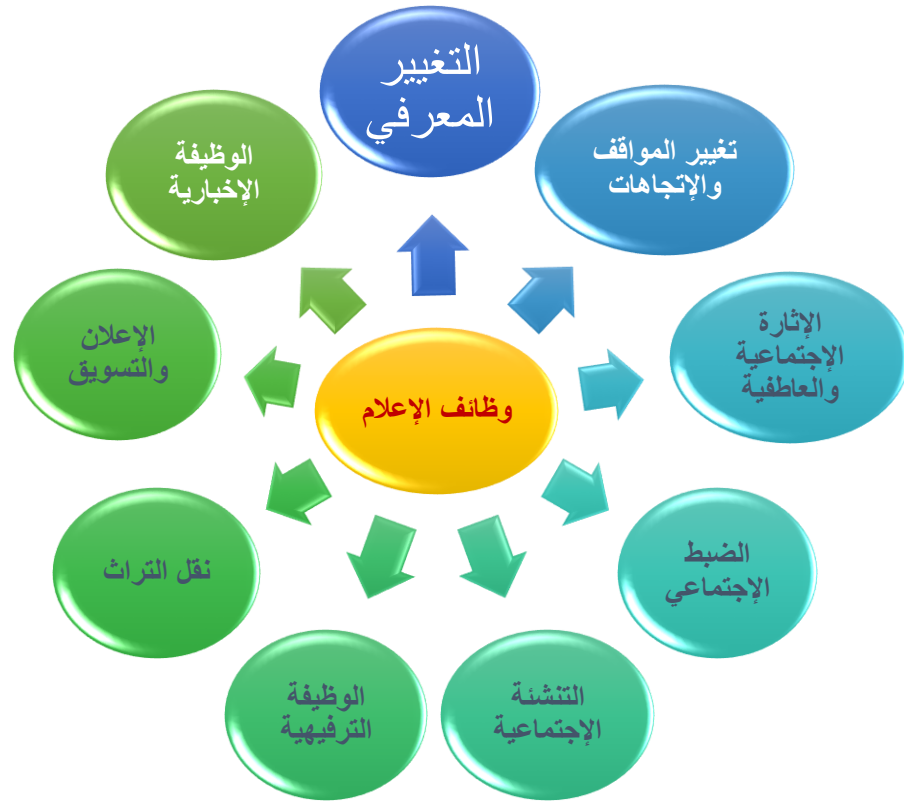 التغيير
المعرفي
تغيير المواقف
والإتجاهات
الإثارة
الإجتماعية
والعاطفية
الضبط
الإجتماعي
التنشئة
الإجتماعية
الوظيفة
الترفيهية
نقل التراث
الإعلان
والتسويق
الوظيفة
الإخبارية
وظائف الإعلام